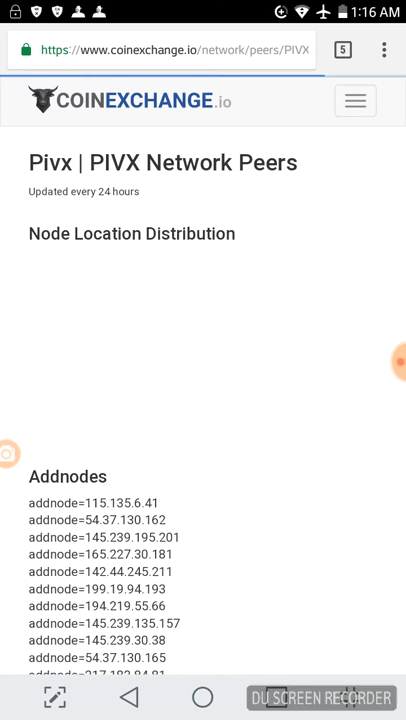 1:16 AM
https://www.coinexchange.io/network/peers/PIVX
5
COINEXCHANGE.io
Pivx | PIVX Network Peers
Updated every 24 hours
Node Location Distribution
Addnodes
addnode=115.135.6.41
addnode=54.37.130.162
addnode=145.239.195.201
addnode=165.227.30.181
addnode=142.44.245.211
addnode=199.19.94.193
addnode=194.219.55.66
addnode=145.239.135.157
addnode=145.239.30.38
addnode=54.37.130.165
addnode=217.182.84.81
DU SCREEN RECORDER